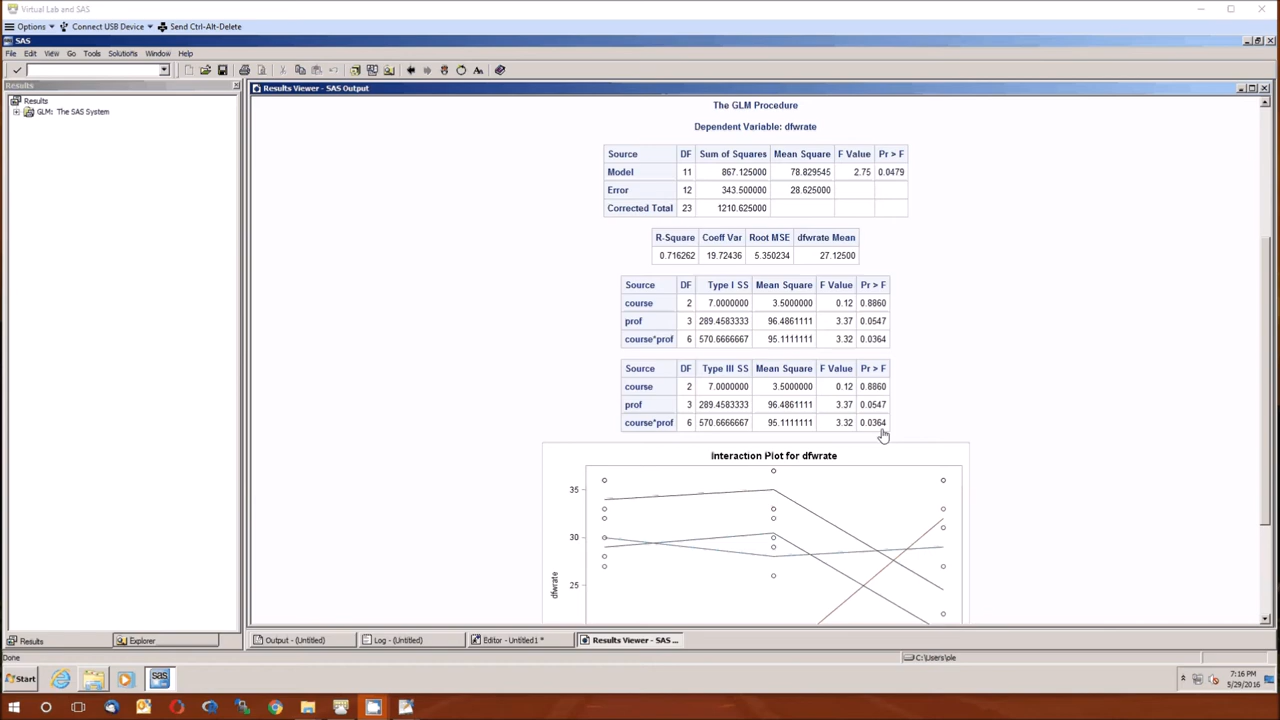 Virtual Lab and SAS
Options Connect USB Device Send Ctrl-Alt-Delete
SAS
File Edit View Go Tools Solutions Window Help
Results
Results Viewer - SAS Output
Results
GLM: The SAS System
The GLM Procedure
Dependent Variable: dfwrate
Source DF Sum of Squares Mean Square F Value Pr > F
Model 11 867.125000 78.829545 2.75 0.0479
Error 12 343.500000 28.625000
Corrected Total 23 1210.625000
R-Square Coeff Var Root MSE dfwrate Mean
0.716262 19.72436 5.350234 27.12500
Source DF Type I SS Mean Square F Value Pr > F
course 2 7.0000000 3.5000000 0.12 0.8860
prof 3 289.4583333 96.4861111 3.37 0.0547
course*prof 6 570.6666667 95.1111111 3.32 0.0364
Source DF Type III SS Mean Square F Value Pr > F
course 2 7.0000000 3.5000000 0.12 0.8860
prof 3 289.4583333 96.4861111 3.37 0.0547
course*prof 6 570.6666667 95.1111111 3.32 0.0364
Interaction Plot for dfwrate
35
30
25
dfwrate
Results Explorer
Output - (Untitled) Log - (Untitled) Editor - Untitled1 * Results Viewer - SAS ...
Done
C:\Users\ple
Start
sas
7:16 PM
5/29/2016